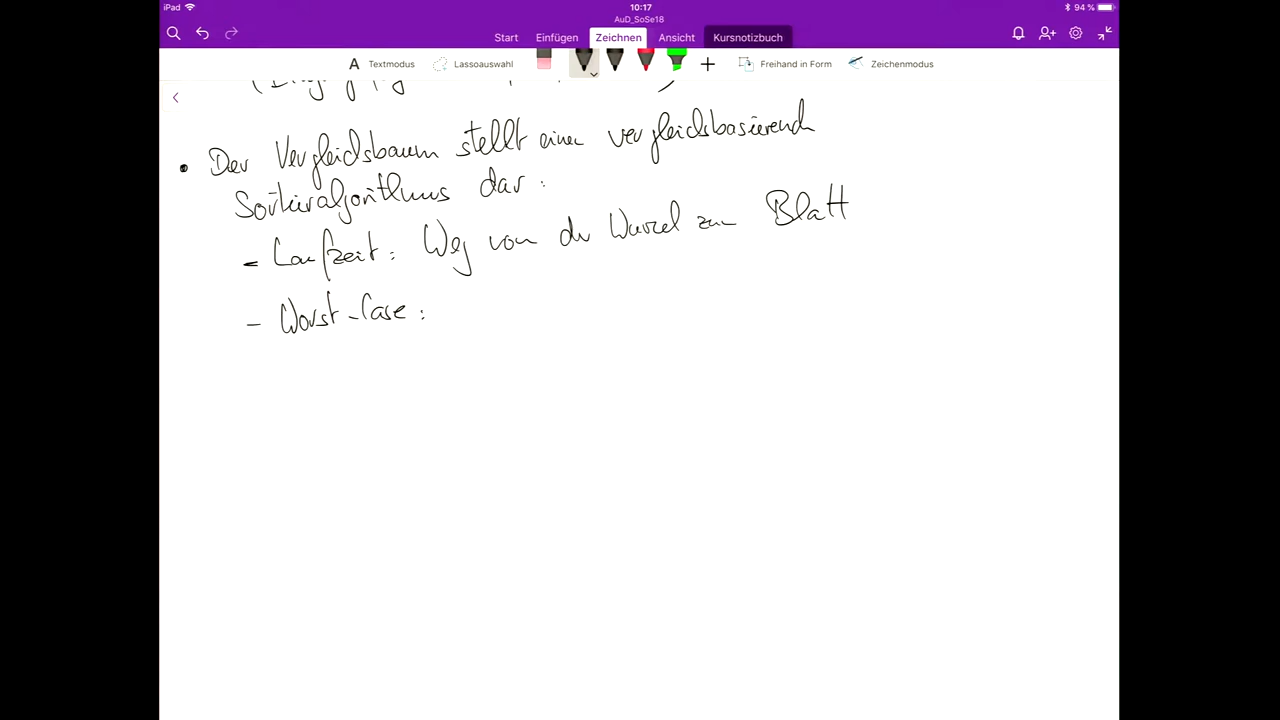 iPad 10:17 94 %
AuD_SoSe18
Start Einfügen Zeichnen Ansicht Kursnotizbuch
A Textmodus Lassoauswahl + Freihand in Form Zeichenmodus
• Der Vergleichsbaum stellt einen vergleichsbasierend
Sortieralgorithmus dar:
- Laufzeit: Weg von der Wurzel zum Blatt
- Worst-Case: